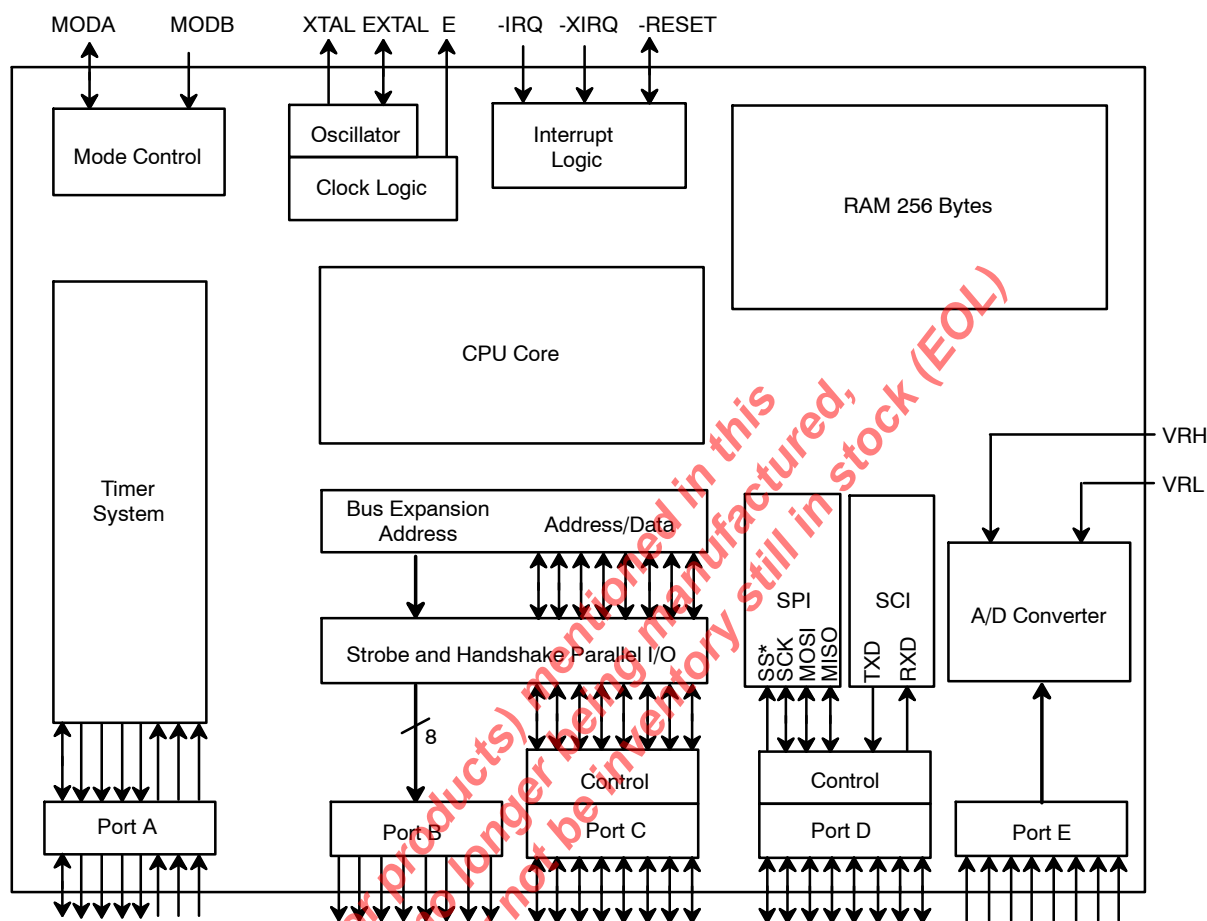 MODA MODB XTAL EXTAL E -IRQ -XIRQ -RESET
Mode Control
Oscillator
Clock Logic
Interrupt
Logic
RAM 256 Bytes
CPU Core
Timer
System
VRH
VRL
Bus Expansion
Address
Address/Data
Strobe and Handshake Parallel I/O
8
SPI
SS*
SCK
MOSI
MISO
SCI
TXD
RXD
A/D Converter
Control
Control
Port A
Port B
Port C
Port D
Port E
products) mentioned in this
no longer being manufactured,
not be inventory still in stock (EOL)